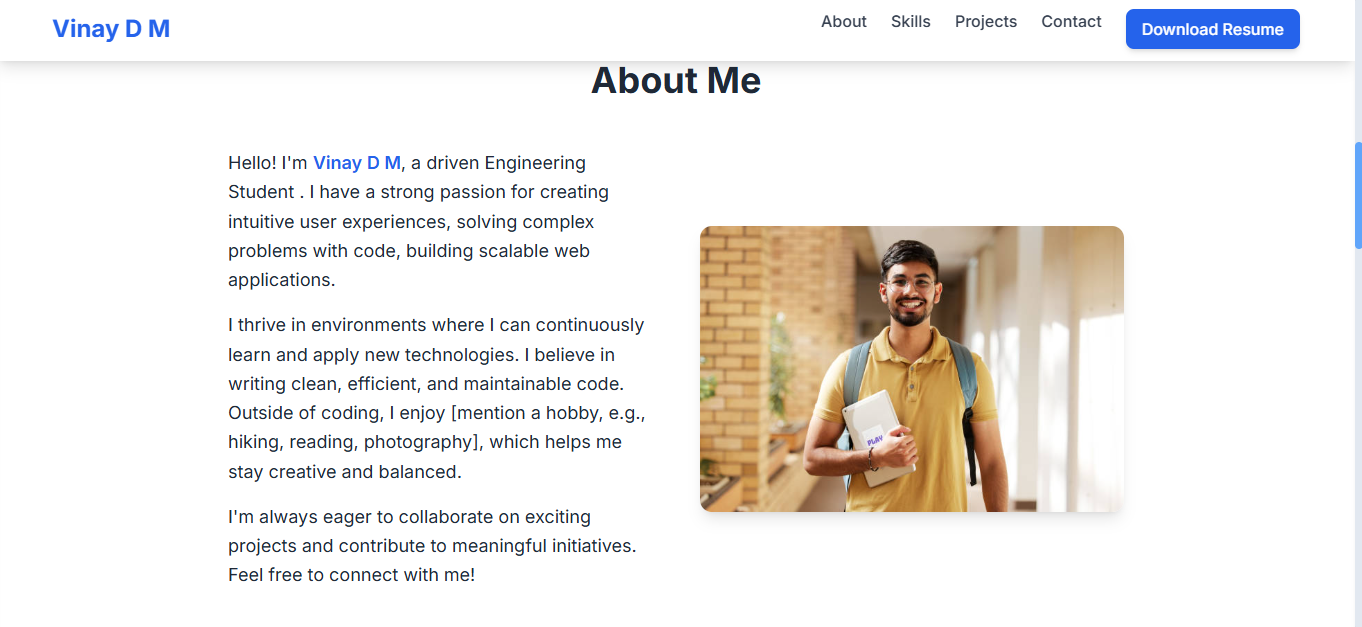 Vinay D M
About Skills Projects Contact Download Resume
About Me
Hello! I'm Vinay D M, a driven Engineering
Student . I have a strong passion for creating
intuitive user experiences, solving complex
problems with code, building scalable web
applications.
I thrive in environments where I can continuously
learn and apply new technologies. I believe in
writing clean, efficient, and maintainable code.
Outside of coding, I enjoy [mention a hobby, e.g.,
hiking, reading, photography], which helps me
stay creative and balanced.
I'm always eager to collaborate on exciting
projects and contribute to meaningful initiatives.
Feel free to connect with me!
PLAY